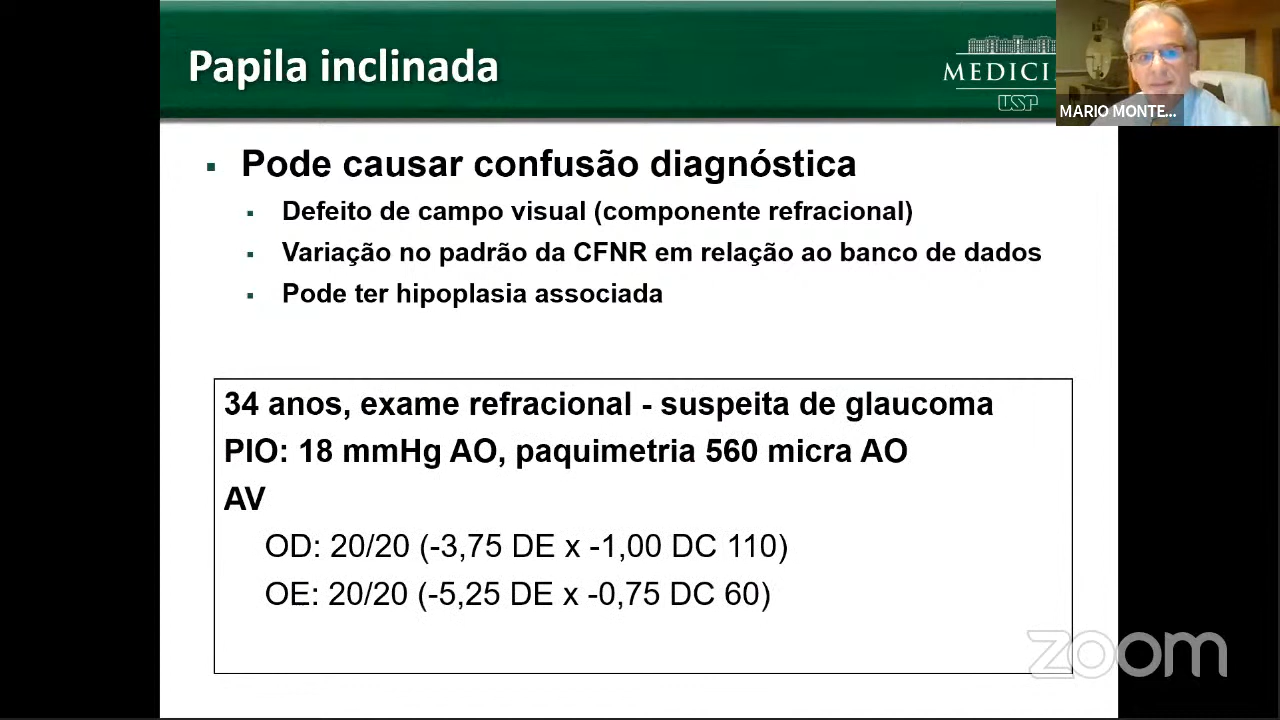 Papila inclinada
MEDICI
USP
MARIO MONTE...
▪ Pode causar confusão diagnóstica
▪ Defeito de campo visual (componente refracional)
▪ Variação no padrão da CFNR em relação ao banco de dados
▪ Pode ter hipoplasia associada
34 anos, exame refracional - suspeita de glaucoma
PIO: 18 mmHg AO, paquimetria 560 micra AO
AV
OD: 20/20 (-3,75 DE x -1,00 DC 110)
OE: 20/20 (-5,25 DE x -0,75 DC 60)
zoom